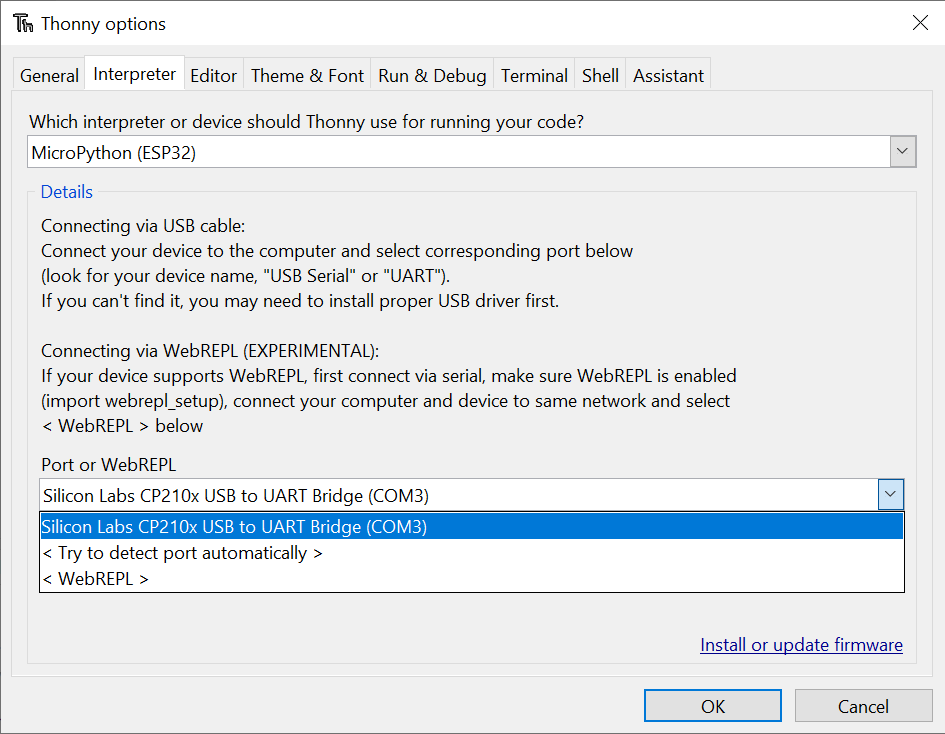 Thonny options
General Interpreter Editor Theme & Font Run & Debug Terminal Shell Assistant
Which interpreter or device should Thonny use for running your code?
MicroPython (ESP32)
Details
Connecting via USB cable:
Connect your device to the computer and select corresponding port below
(look for your device name, "USB Serial" or "UART").
If you can't find it, you may need to install proper USB driver first.
Connecting via WebREPL (EXPERIMENTAL):
If your device supports WebREPL, first connect via serial, make sure WebREPL is enabled
(import webrepl_setup), connect your computer and device to same network and select
< WebREPL > below
Port or WebREPL
Silicon Labs CP210x USB to UART Bridge (COM3)
Silicon Labs CP210x USB to UART Bridge (COM3)
< Try to detect port automatically >
< WebREPL >
Install or update firmware
OK Cancel